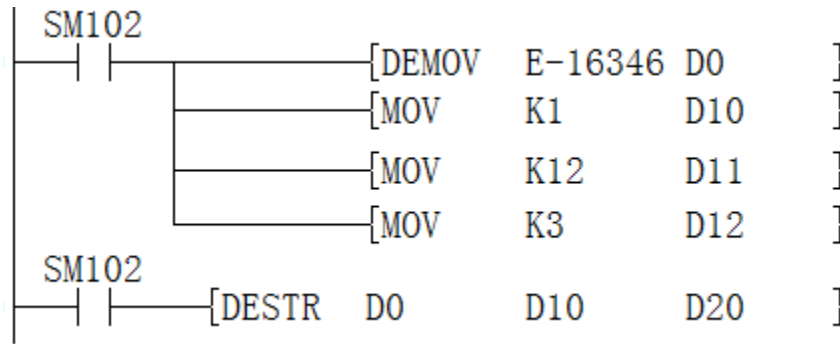 SM102
[DEMOV E-16346 D0 ]
[MOV K1 D10 ]
[MOV K12 D11 ]
[MOV K3 D12 ]
SM102
[DESTR D0 D10 D20 ]